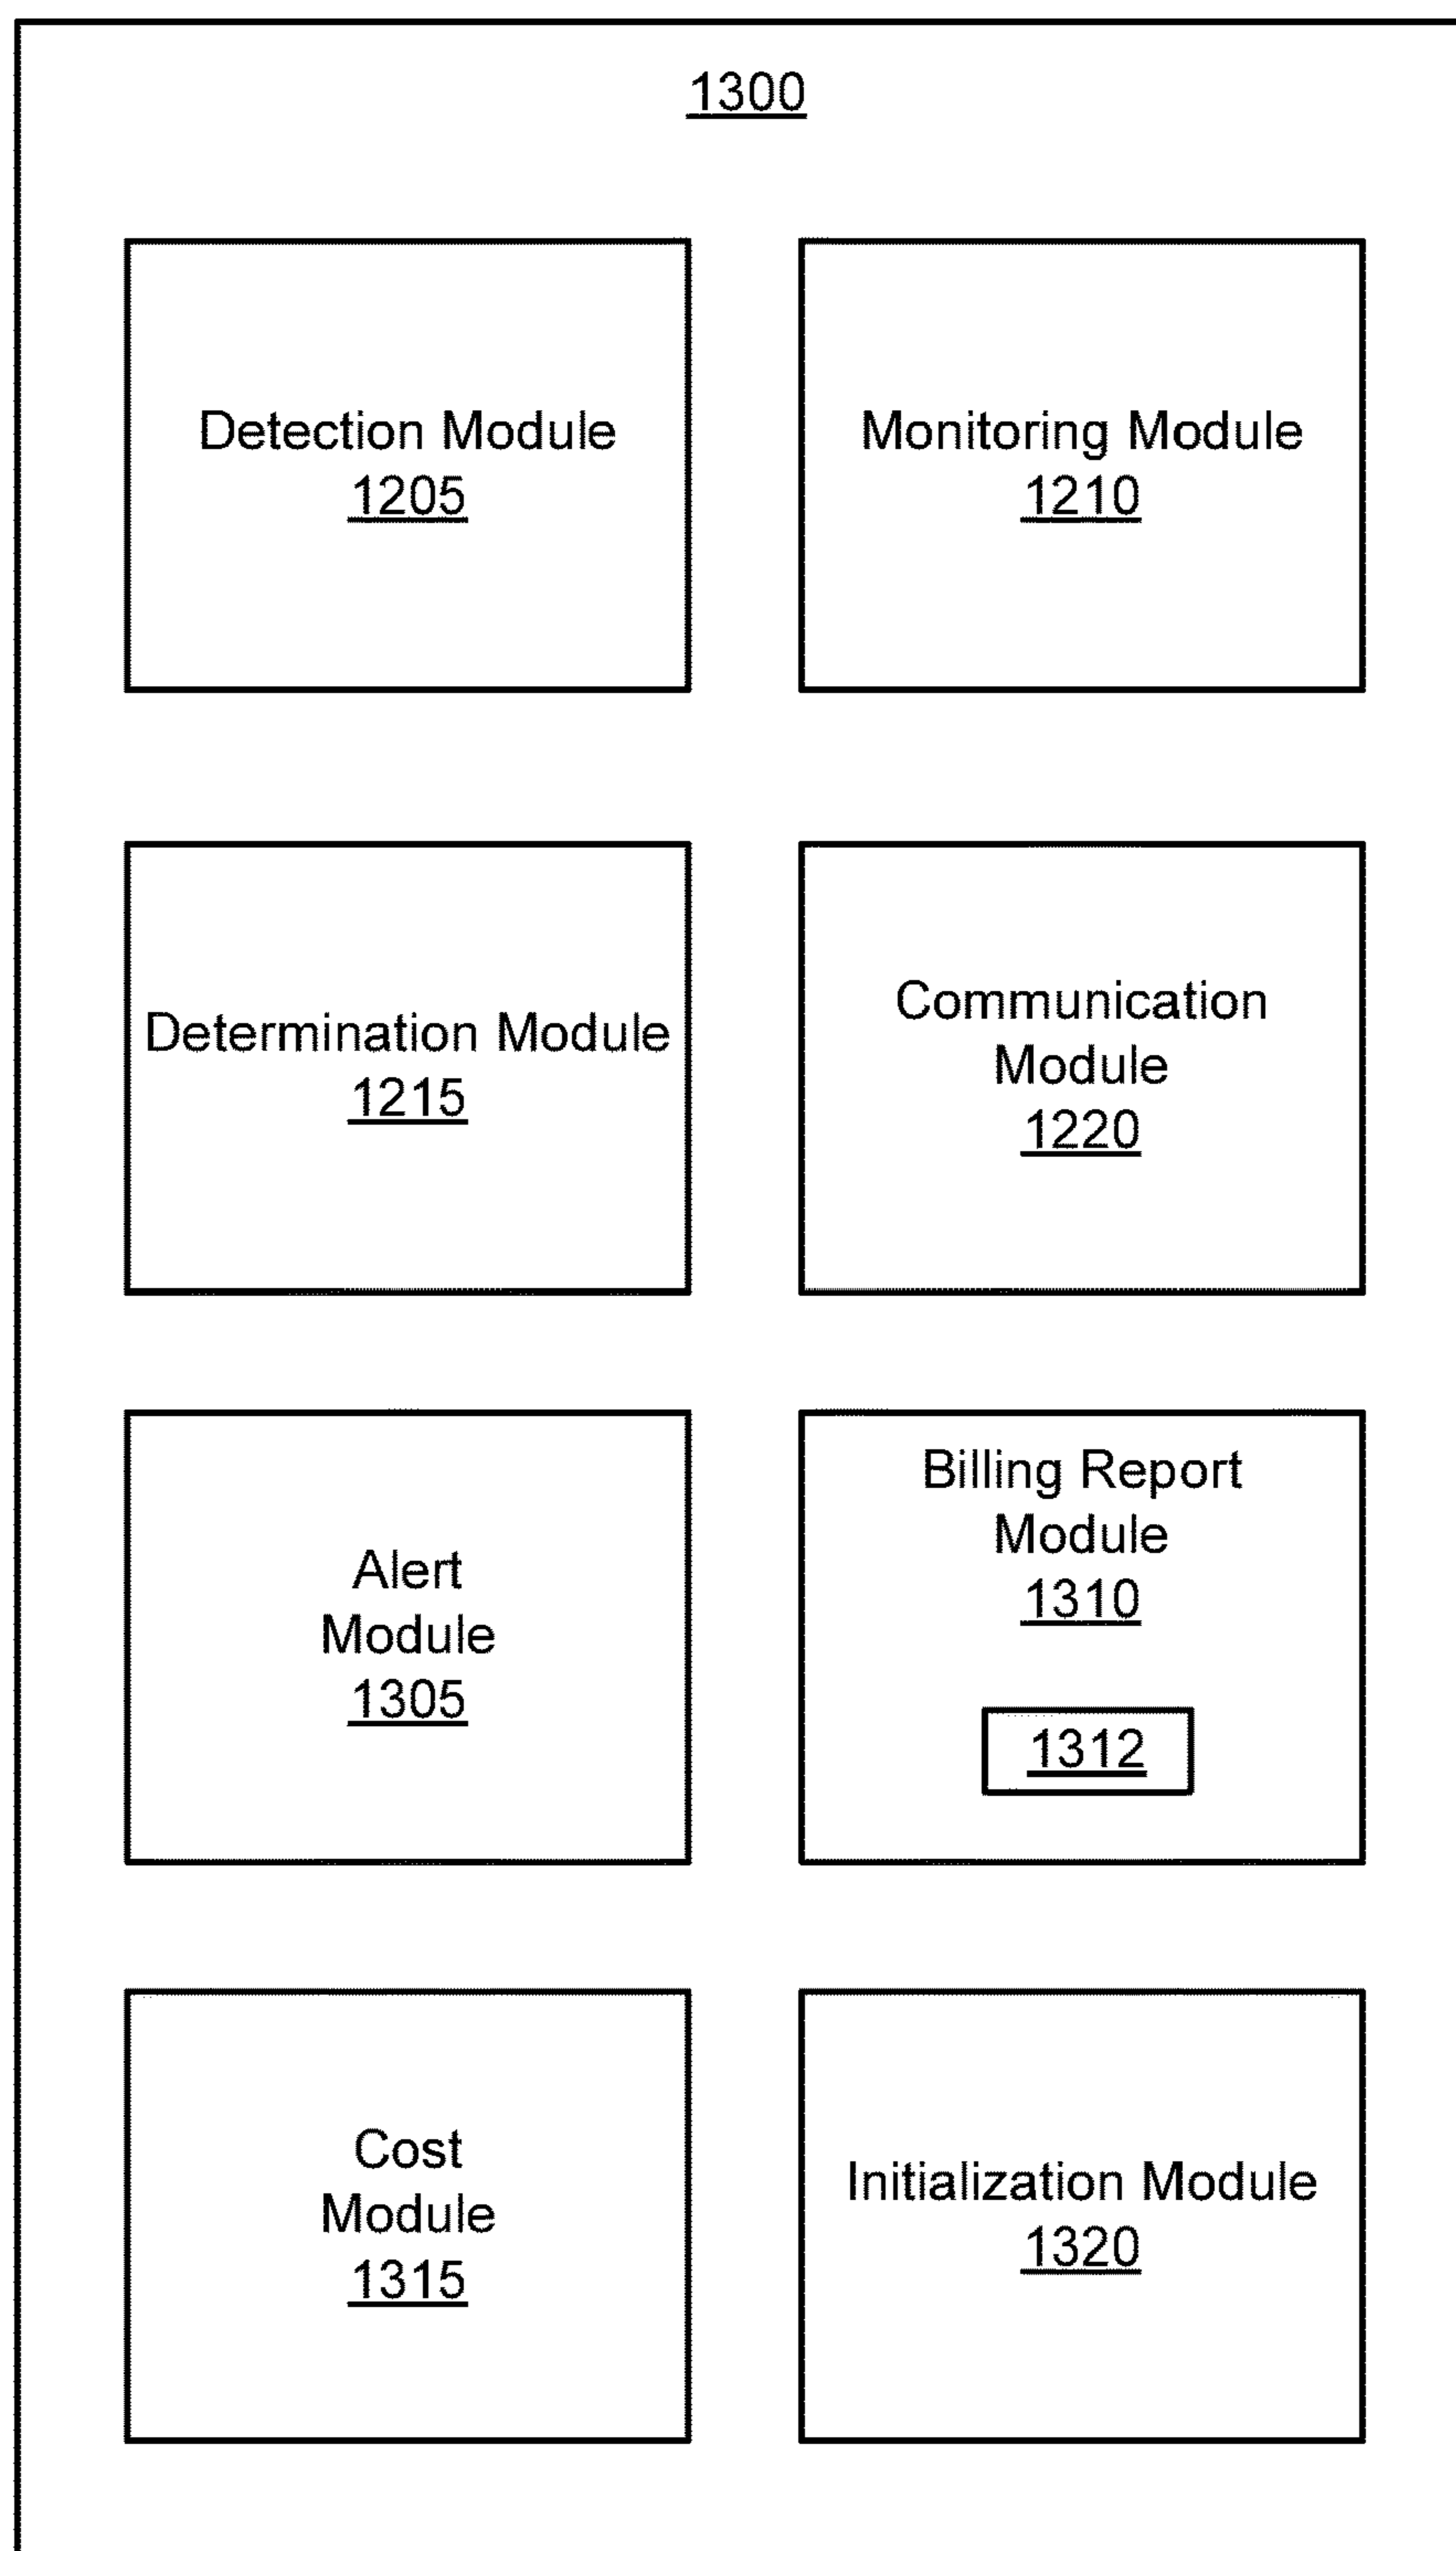 1300
Detection Module
1205
Monitoring Module
1210
Determination Module
1215
Communication
Module
1220
Alert
Module
1305
Billing Report
Module
1310
1312
Cost
Module
1315
Initialization Module
1320